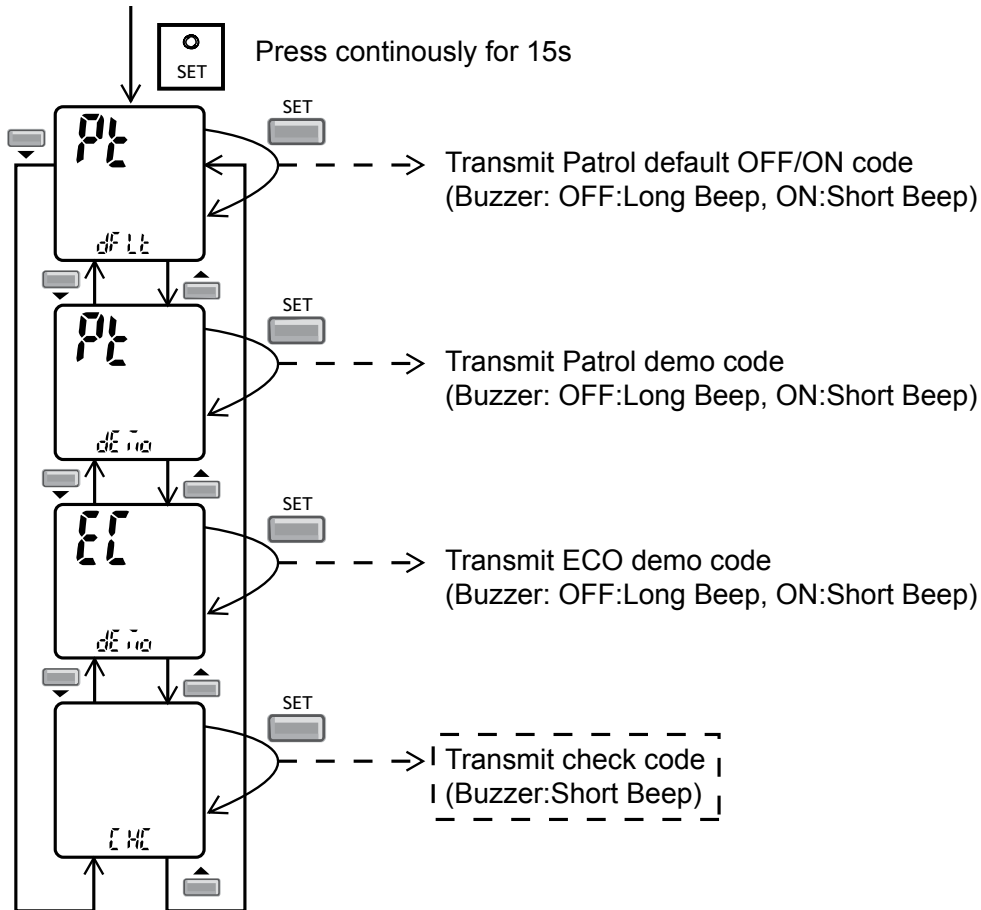 SET
Press continously for 15s
Pt
dFLt
SET
Transmit Patrol default OFF/ON code
(Buzzer: OFF:Long Beep, ON:Short Beep)
Pt
dEmo
SET
Transmit Patrol demo code
(Buzzer: OFF:Long Beep, ON:Short Beep)
EC
dEmo
SET
Transmit ECO demo code
(Buzzer: OFF:Long Beep, ON:Short Beep)
CHC
SET
Transmit check code
(Buzzer:Short Beep)